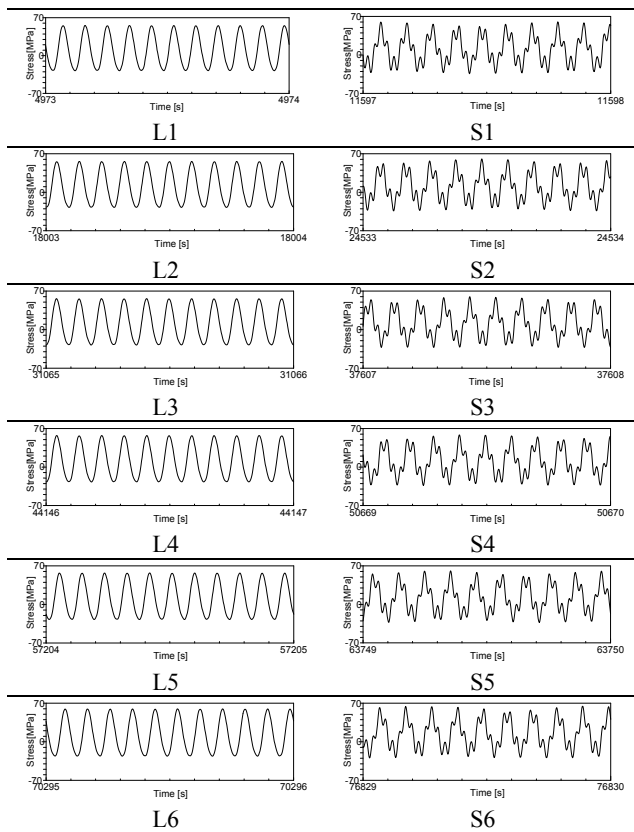 Stress[MPa]
70
0
-70
4973
4974
Time [s]
L1
Stress[MPa]
70
0
-70
11597
11598
Time [s]
S1
Stress[MPa]
70
0
-70
18003
18004
Time [s]
L2
Stress[MPa]
70
0
-70
24533
24534
Time [s]
S2
Stress[MPa]
70
0
-70
31065
31066
Time [s]
L3
Stress[MPa]
70
0
-70
37607
37608
Time [s]
S3
Stress[MPa]
70
0
-70
44146
44147
Time [s]
L4
Stress[MPa]
70
0
-70
50669
50670
Time [s]
S4
Stress[MPa]
70
0
-70
57204
57205
Time [s]
L5
Stress[MPa]
70
0
-70
63749
63750
Time [s]
S5
Stress[MPa]
70
0
-70
70295
70296
Time [s]
L6
Stress[MPa]
70
0
-70
76829
76830
Time [s]
S6